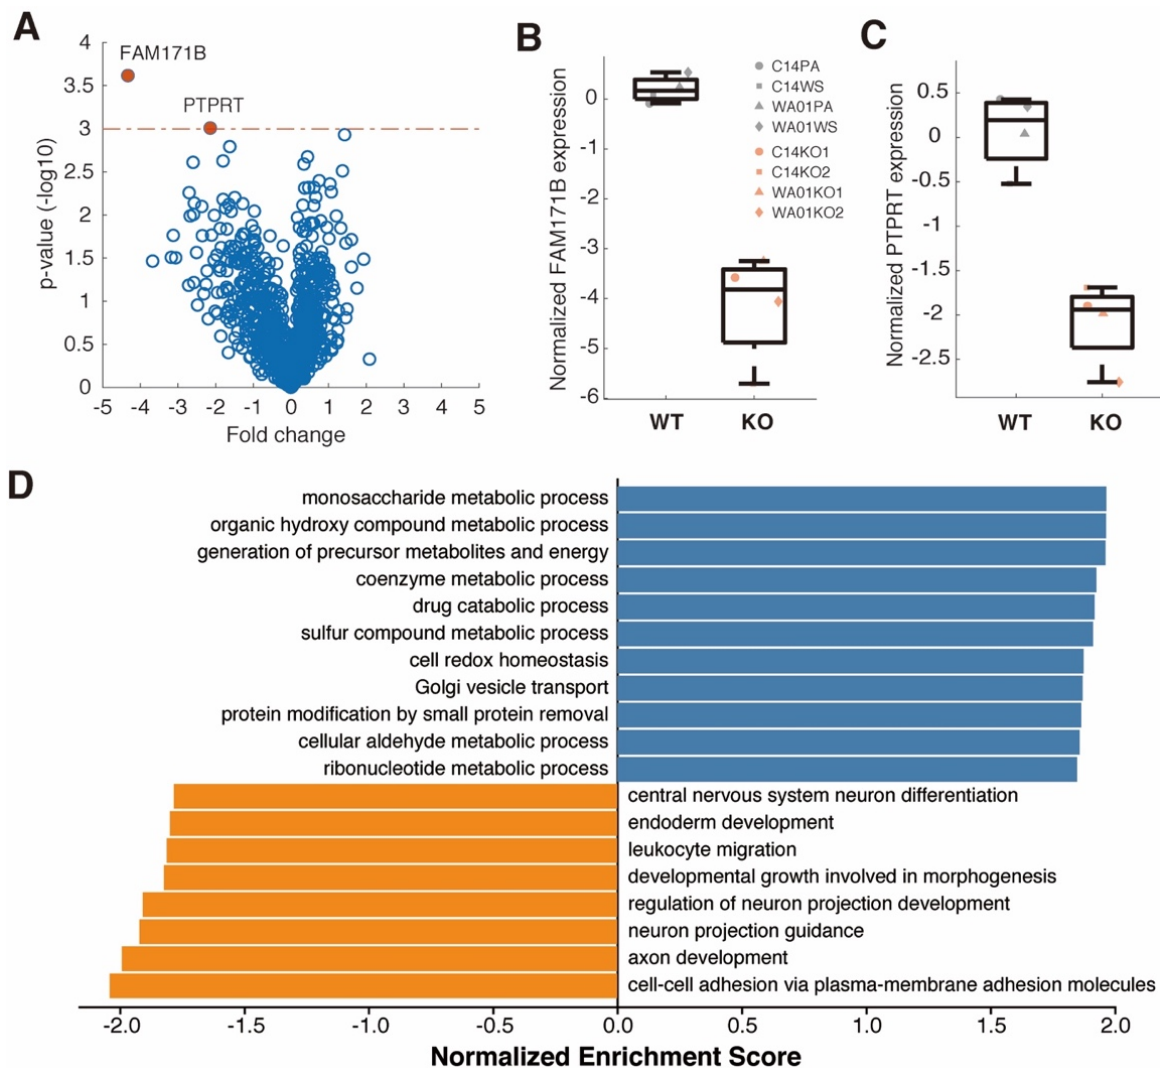 A
4
3.5
3
2.5
2
1.5
1
0.5
0
p-value (-log10)
FAM171B
PTPRT
-5 -4 -3 -2 -1 0 1 2 3 4 5
Fold change
B
0
-1
-2
-3
-4
-5
-6
Normalized FAM171B expression
C14PA
C14WS
WA01PA
WA01WS
C14KO1
C14KO2
WA01KO1
WA01KO2
WT KO
C
0.5
0
-0.5
-1
-1.5
-2
-2.5
Normalized PTPRT expression
WT KO
D
monosaccharide metabolic process
organic hydroxy compound metabolic process
generation of precursor metabolites and energy
coenzyme metabolic process
drug catabolic process
sulfur compound metabolic process
cell redox homeostasis
Golgi vesicle transport
protein modification by small protein removal
cellular aldehyde metabolic process
ribonucleotide metabolic process
central nervous system neuron differentiation
endoderm development
leukocyte migration
developmental growth involved in morphogenesis
regulation of neuron projection development
neuron projection guidance
axon development
cell-cell adhesion via plasma-membrane adhesion molecules
-2.0 -1.5 -1.0 -0.5 0.0 0.5 1.0 1.5 2.0
Normalized Enrichment Score